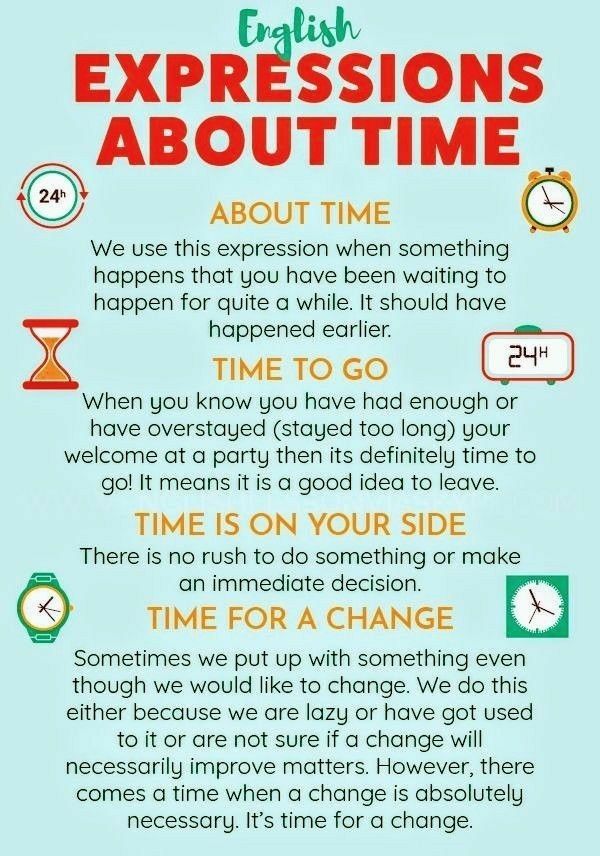 English
EXPRESSIONS
ABOUT TIME
24h
ABOUT TIME
We use this expression when something
happens that you have been waiting to
happen for quite a while. It should have
happened earlier.
24H
TIME TO GO
When you know you have had enough or
have overstayed (stayed too long) your
welcome at a party then its definitely time to
go! It means it is a good idea to leave.
TIME IS ON YOUR SIDE
There is no rush to do something or make
an immediate decision.
TIME FOR A CHANGE
Sometimes we put up with something even
though we would like to change. We do this
either because we are lazy or have got used
to it or are not sure if a change will
necessarily improve matters. However, there
comes a time when a change is absolutely
necessary. It's time for a change.